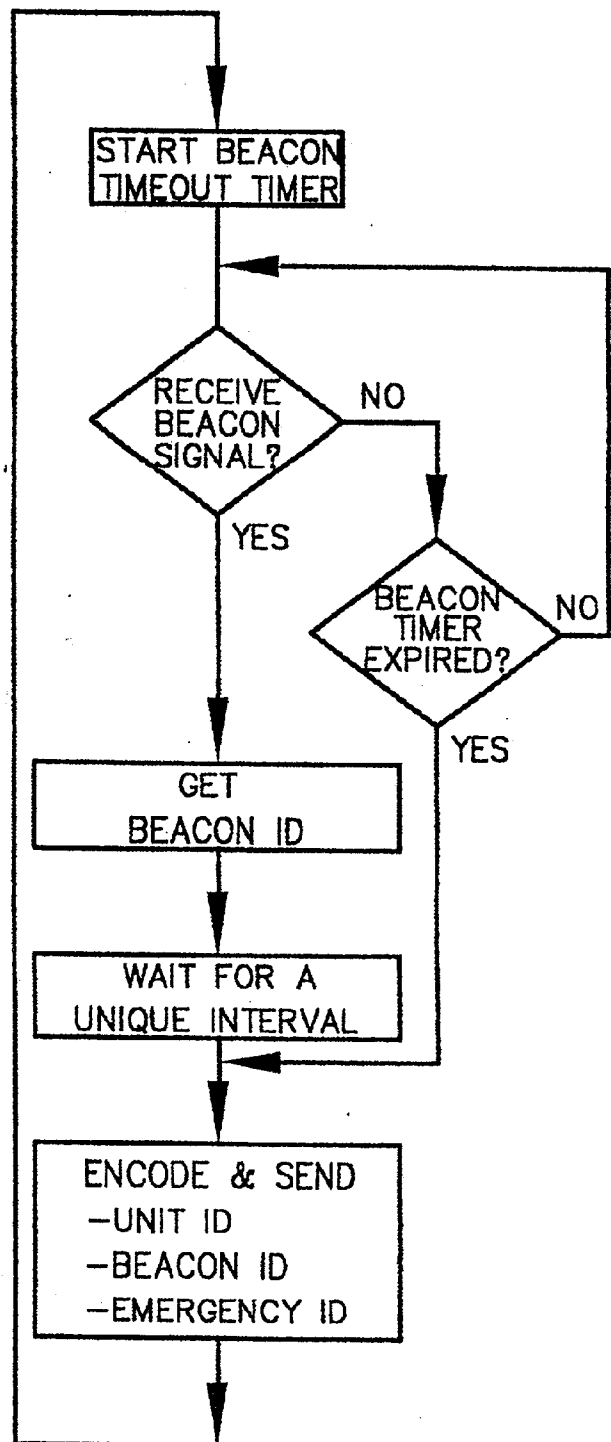 START BEACON
TIMEOUT TIMER
RECEIVE
BEACON
SIGNAL?
NO
YES
BEACON
TIMER
EXPIRED?
NO
YES
GET
BEACON ID
WAIT FOR A
UNIQUE INTERVAL
ENCODE & SEND
-UNIT ID
-BEACON ID
-EMERGENCY ID